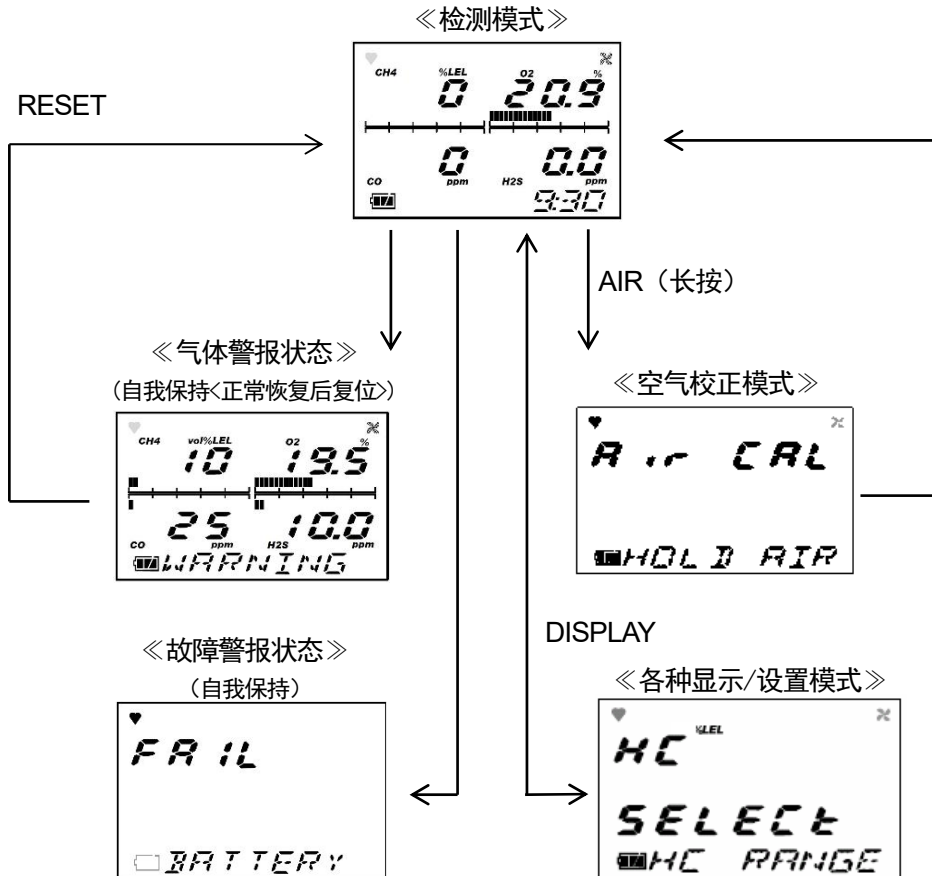 ≪检测模式≫
CH4 %LEL O2 %
0 20.9
0 0.0
CO ppm H2S ppm
9:30
RESET
AIR（长按）
≪气体警报状态≫
(自我保持<正常恢复后复位>)
CH4 vol%LEL O2 %
10 19.5
25 10.0
CO ppm H2S ppm
WARNING
≪空气校正模式≫
Air CAL
HOLD AIR
DISPLAY
≪故障警报状态≫
（自我保持）
FAIL
BATTERY
≪各种显示/设置模式≫
HC %LEL
SELECt
HC RANGE